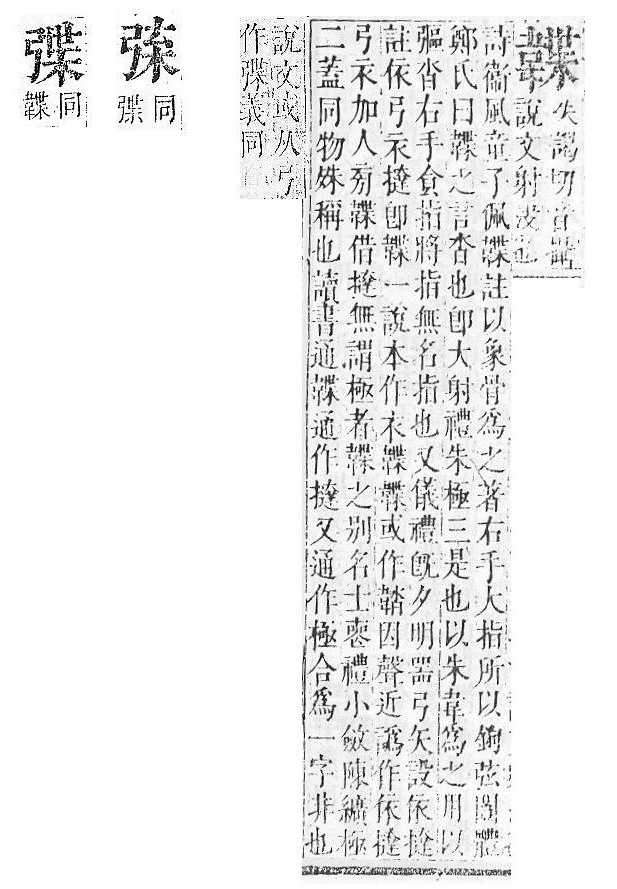 韘
失謁切音
說文射決也
詩衞風童子佩韘註以象骨爲之著右手大指所以鉤弦闓體
鄭氏曰韘之言沓也卽大射禮朱極三是也以朱韋爲之用以
彄沓右手食指將指無名指也又儀禮旣夕明器弓矢設依撻
註依弓衣撻卽韘一說本作衣韘韘或作因聲近譌作依撻
弓衣加人旁韘借撻無謂極者韘之別名士喪禮小斂陳纊極
二蓋同物殊稱也讀書通韘通作撻又通作極合爲一字非也
說文或从弓
作弽義同
同弽
弽
同韘